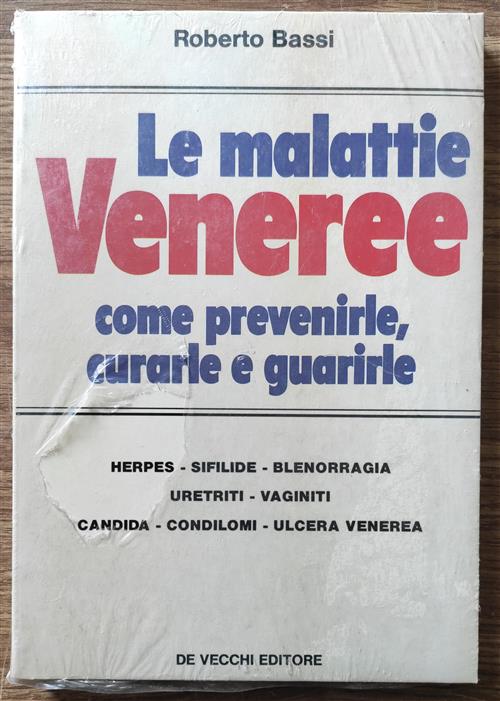 Roberto Bassi
Le malattie
Veneree
come prevenirle,
curarle e guarirle
HERPES - SIFILIDE - BLENORRAGIA
URETRITI - VAGINITI
CANDIDA - CONDILOMI - ULCERA VENEREA
DE VECCHI EDITORE